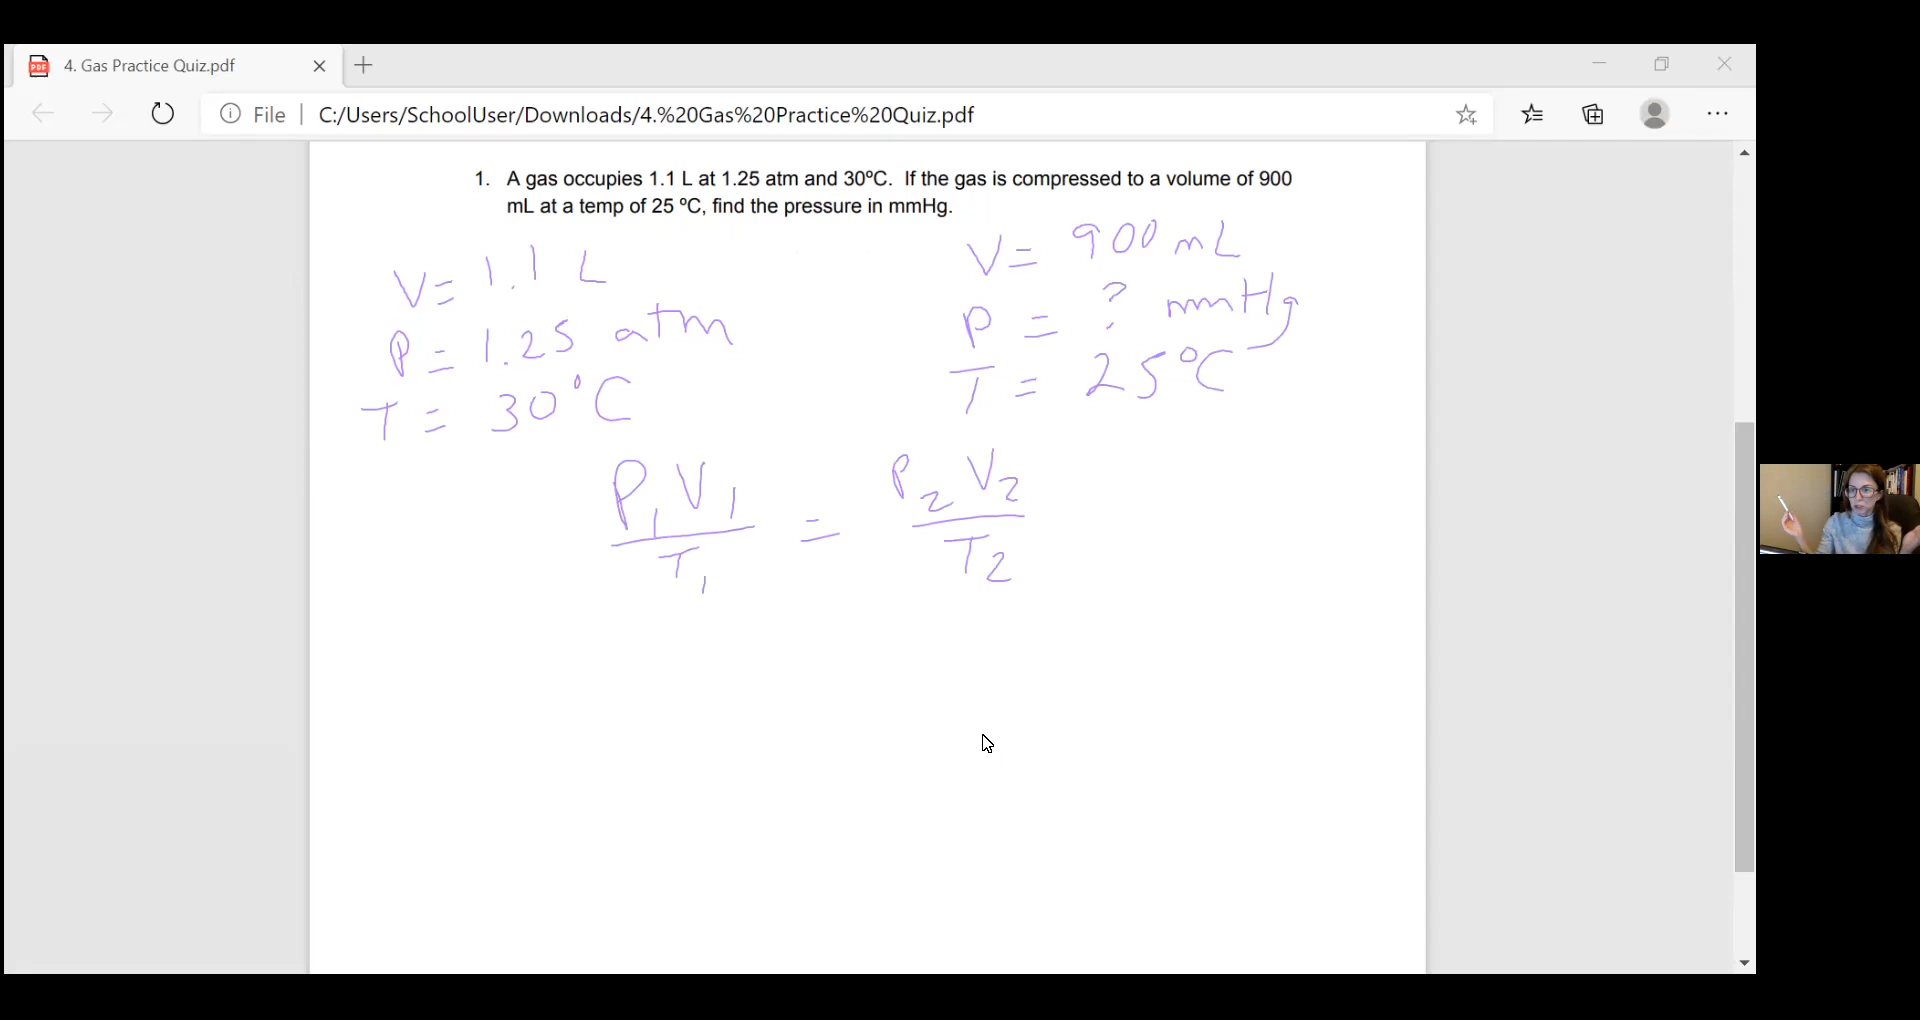 4. Gas Practice Quiz.pdf
File | C:/Users/SchoolUser/Downloads/4.%20Gas%20Practice%20Quiz.pdf
1. A gas occupies 1.1 L at 1.25 atm and 30ºC. If the gas is compressed to a volume of 900
mL at a temp of 25 ºC, find the pressure in mmHg.
V = 1.1 L
P = 1.25 atm
T = 30°C
V = 900 mL
P = ? mmHg
T = 25°C
P₁V₁ / T₁ = P₂V₂ / T₂